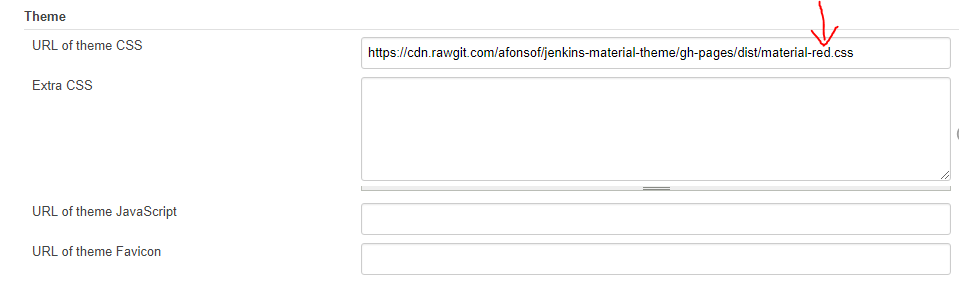 Theme
URL of theme CSS
https://cdn.rawgit.com/afonsof/jenkins-material-theme/gh-pages/dist/material-red.css
Extra CSS
URL of theme JavaScript
URL of theme Favicon